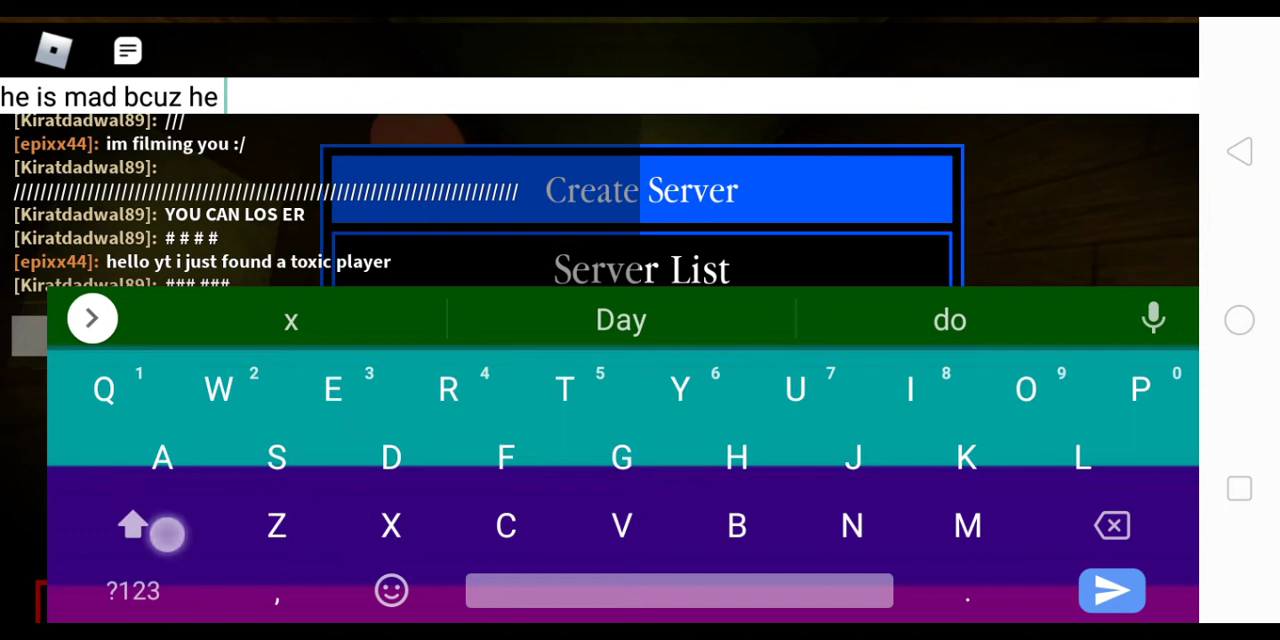 he is mad bcuz he
[Kiratdadwal89]: ///
[epixx44]: im filming you :/
[Kiratdadwal89]:
///////////////////////////////////////////////////////////////////////////
[Kiratdadwal89]: YOU CAN LOS ER
[Kiratdadwal89]: # # # #
[epixx44]: hello yt i just found a toxic player
[Kiratdadwal89]: ### ###
Create Server
Server List
x Day do
Q 1 W 2 E 3 R 4 T 5 Y 6 U 7 I 8 O 9 P 0
A S D F G H J K L
Z X C V B N M
?123 , .